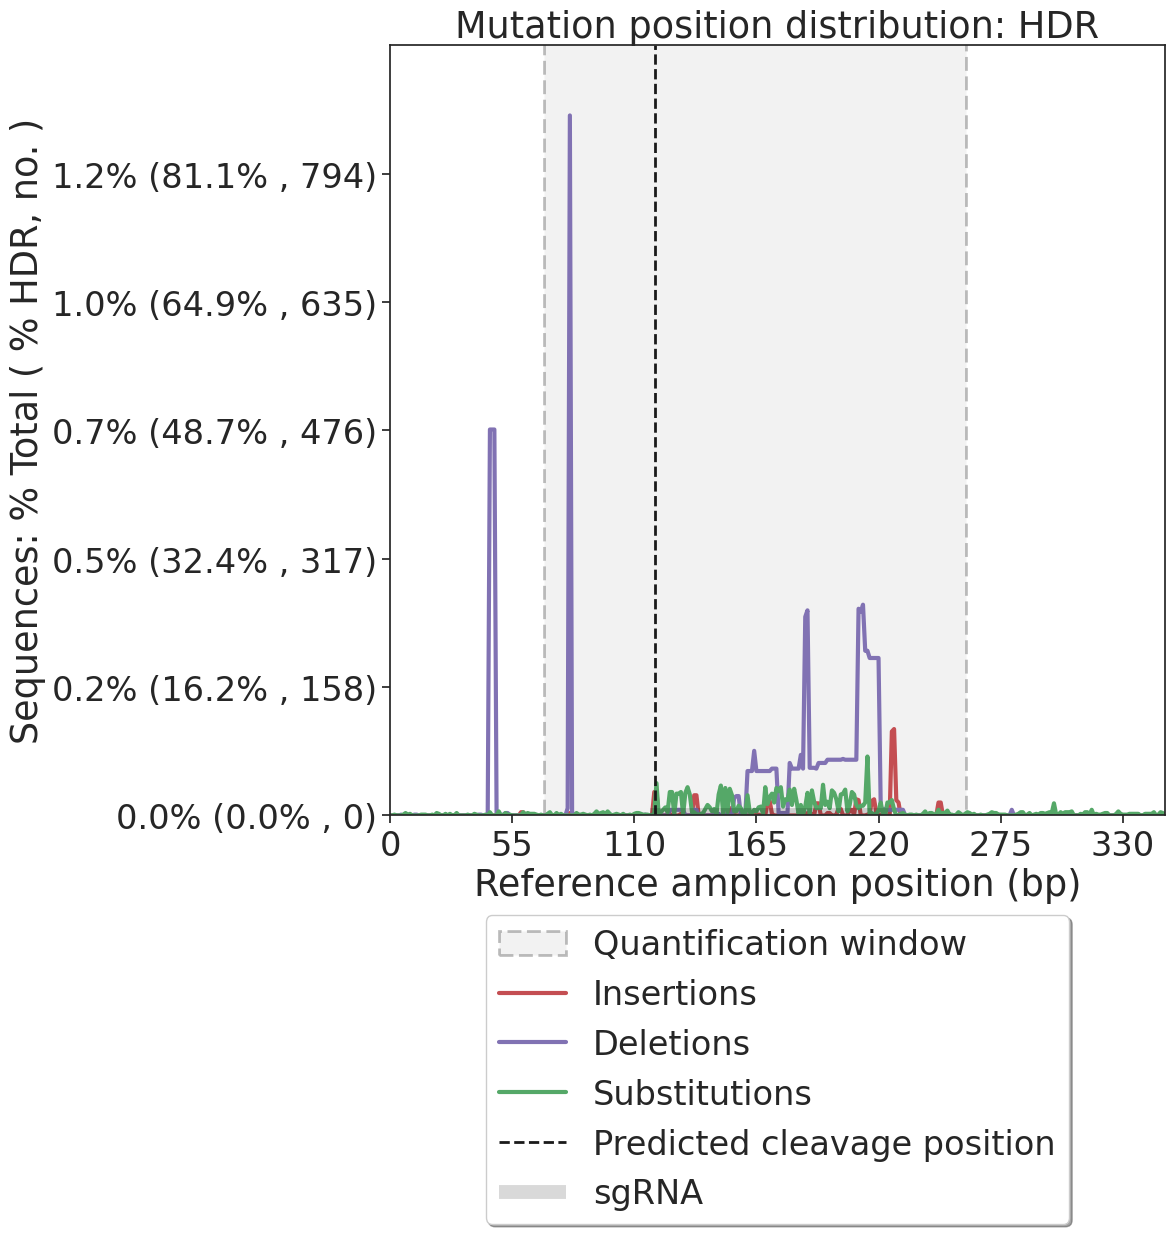 Mutation position distribution: HDR
Sequences: % Total ( % HDR, no. )
1.2% (81.1% , 794)
1.0% (64.9% , 635)
0.7% (48.7% , 476)
0.5% (32.4% , 317)
0.2% (16.2% , 158)
0.0% (0.0% , 0)
0 55 110 165 220 275 330
Reference amplicon position (bp)
Quantification window
Insertions
Deletions
Substitutions
Predicted cleavage position
sgRNA